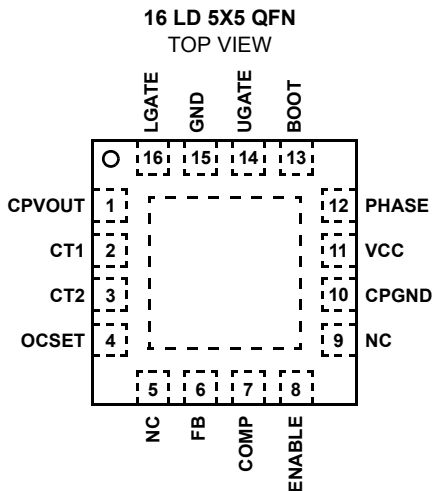 16 LD 5X5 QFN
TOP VIEW
LGATE
GND
UGATE
BOOT
16
15
14
13
CPVOUT 1
12 PHASE
CT1 2
11 VCC
CT2 3
10 CPGND
OCSET 4
9 NC
5
6
7
8
NC
FB
COMP
ENABLE